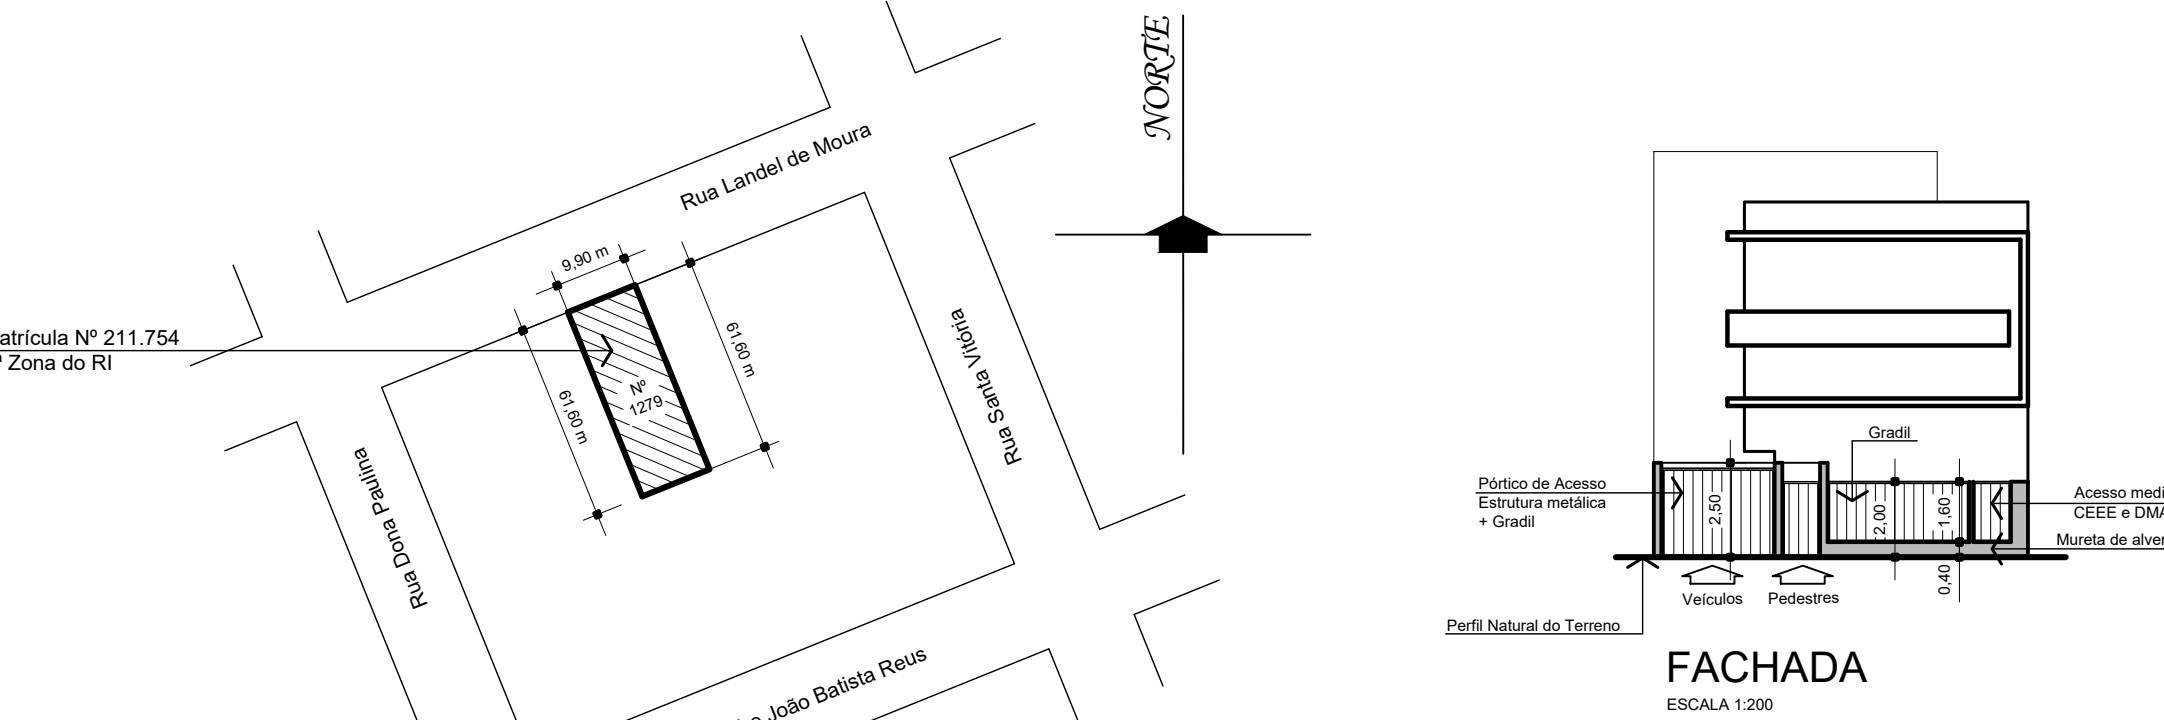 NORTE
Rua Landel de Moura
9,90 m
61,60 m
61,60 m
Nº
1279
atrícula Nº 211.754
Zona do RI
Rua Santa Vitória
Rua Dona Paulina
João Batista Reus
Gradil
Pórtico de Acesso
Estrutura metálica
+ Gradil
2,50
2,00
1,60
0,40
Acesso medi
CEEE e DMA
Mureta de alver
Veículos
Pedestres
Perfil Natural do Terreno
FACHADA
ESCALA 1:200